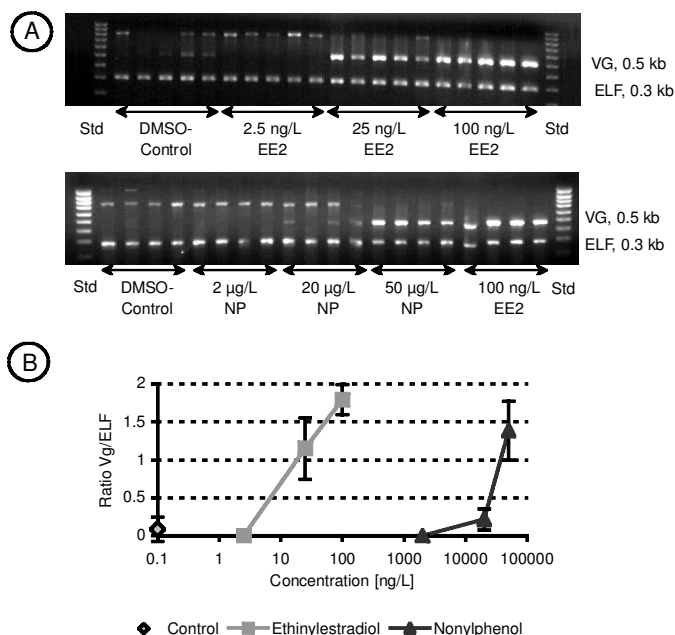 A
VG, 0.5 kb
ELF, 0.3 kb
Std DMSO- 2.5 ng/L 25 ng/L 100 ng/L Std
Control EE2 EE2 EE2
VG, 0.5 kb
ELF, 0.3 kb
Std DMSO- 2 µg/L 20 µg/L 50 µg/L 100 ng/L Std
Control NP NP NP EE2
B
Ratio Vg/ELF
2
1.5
1
0.5
0
0.1 1 10 100 1000 10000 100000
Concentration [ng/L]
Control Ethinylestradiol Nonylphenol